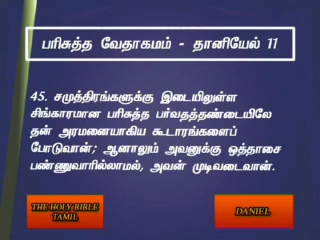 பரிசுத்த வேதாகமம் - தானியேல் 11
45. சமுத்திரங்களுக்கு இடையிலுள்ள
சிங்காரமான பரிசுத்த பர்வதத்தண்டையிலே
தன் அரமனையாகிய கூடாரங்களைப்
போடுவான்; ஆனாலும் அவனுக்கு ஒத்தாசை
பண்ணுவாரில்லாமல், அவன் முடிவடைவான்.
THE HOLY BIBLE
TAMIL
DANIEL